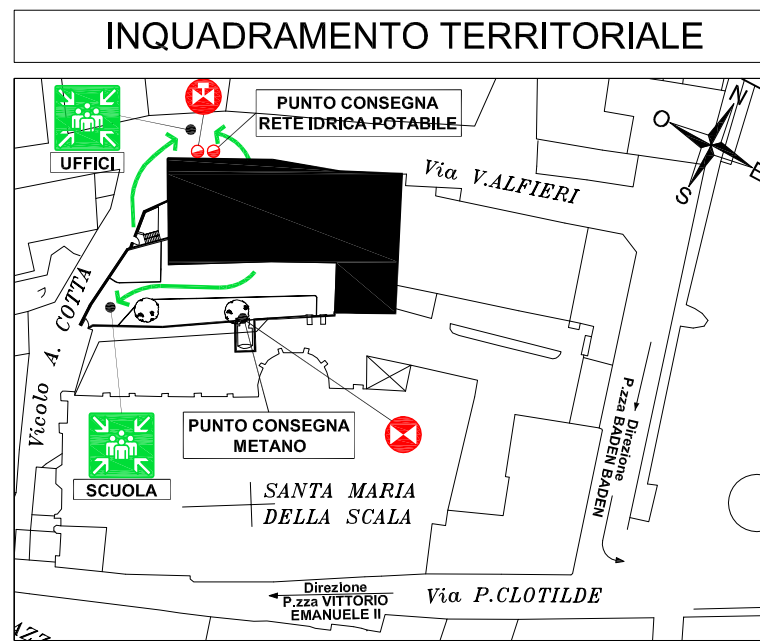 INQUADRAMENTO TERRITORIALE
PUNTO CONSEGNA
RETE IDRICA POTABILE
UFFICI
N
O
E
S
Via V.ALFIERI
Vicolo A. COTTA
Direzione
P.zza BADEN BADEN
PUNTO CONSEGNA
METANO
SCUOLA
SANTA MARIA
DELLA SCALA
Direzione
P.zza VITTORIO
EMANUELE II
Via P.CLOTILDE